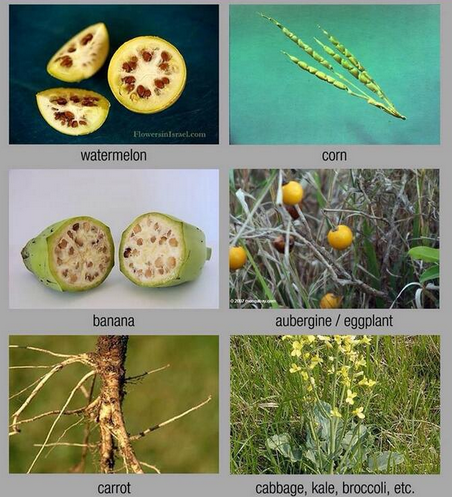 FlowersinIsrael.com
watermelon
corn
banana
aubergine / eggplant
carrot
cabbage, kale, broccoli, etc.